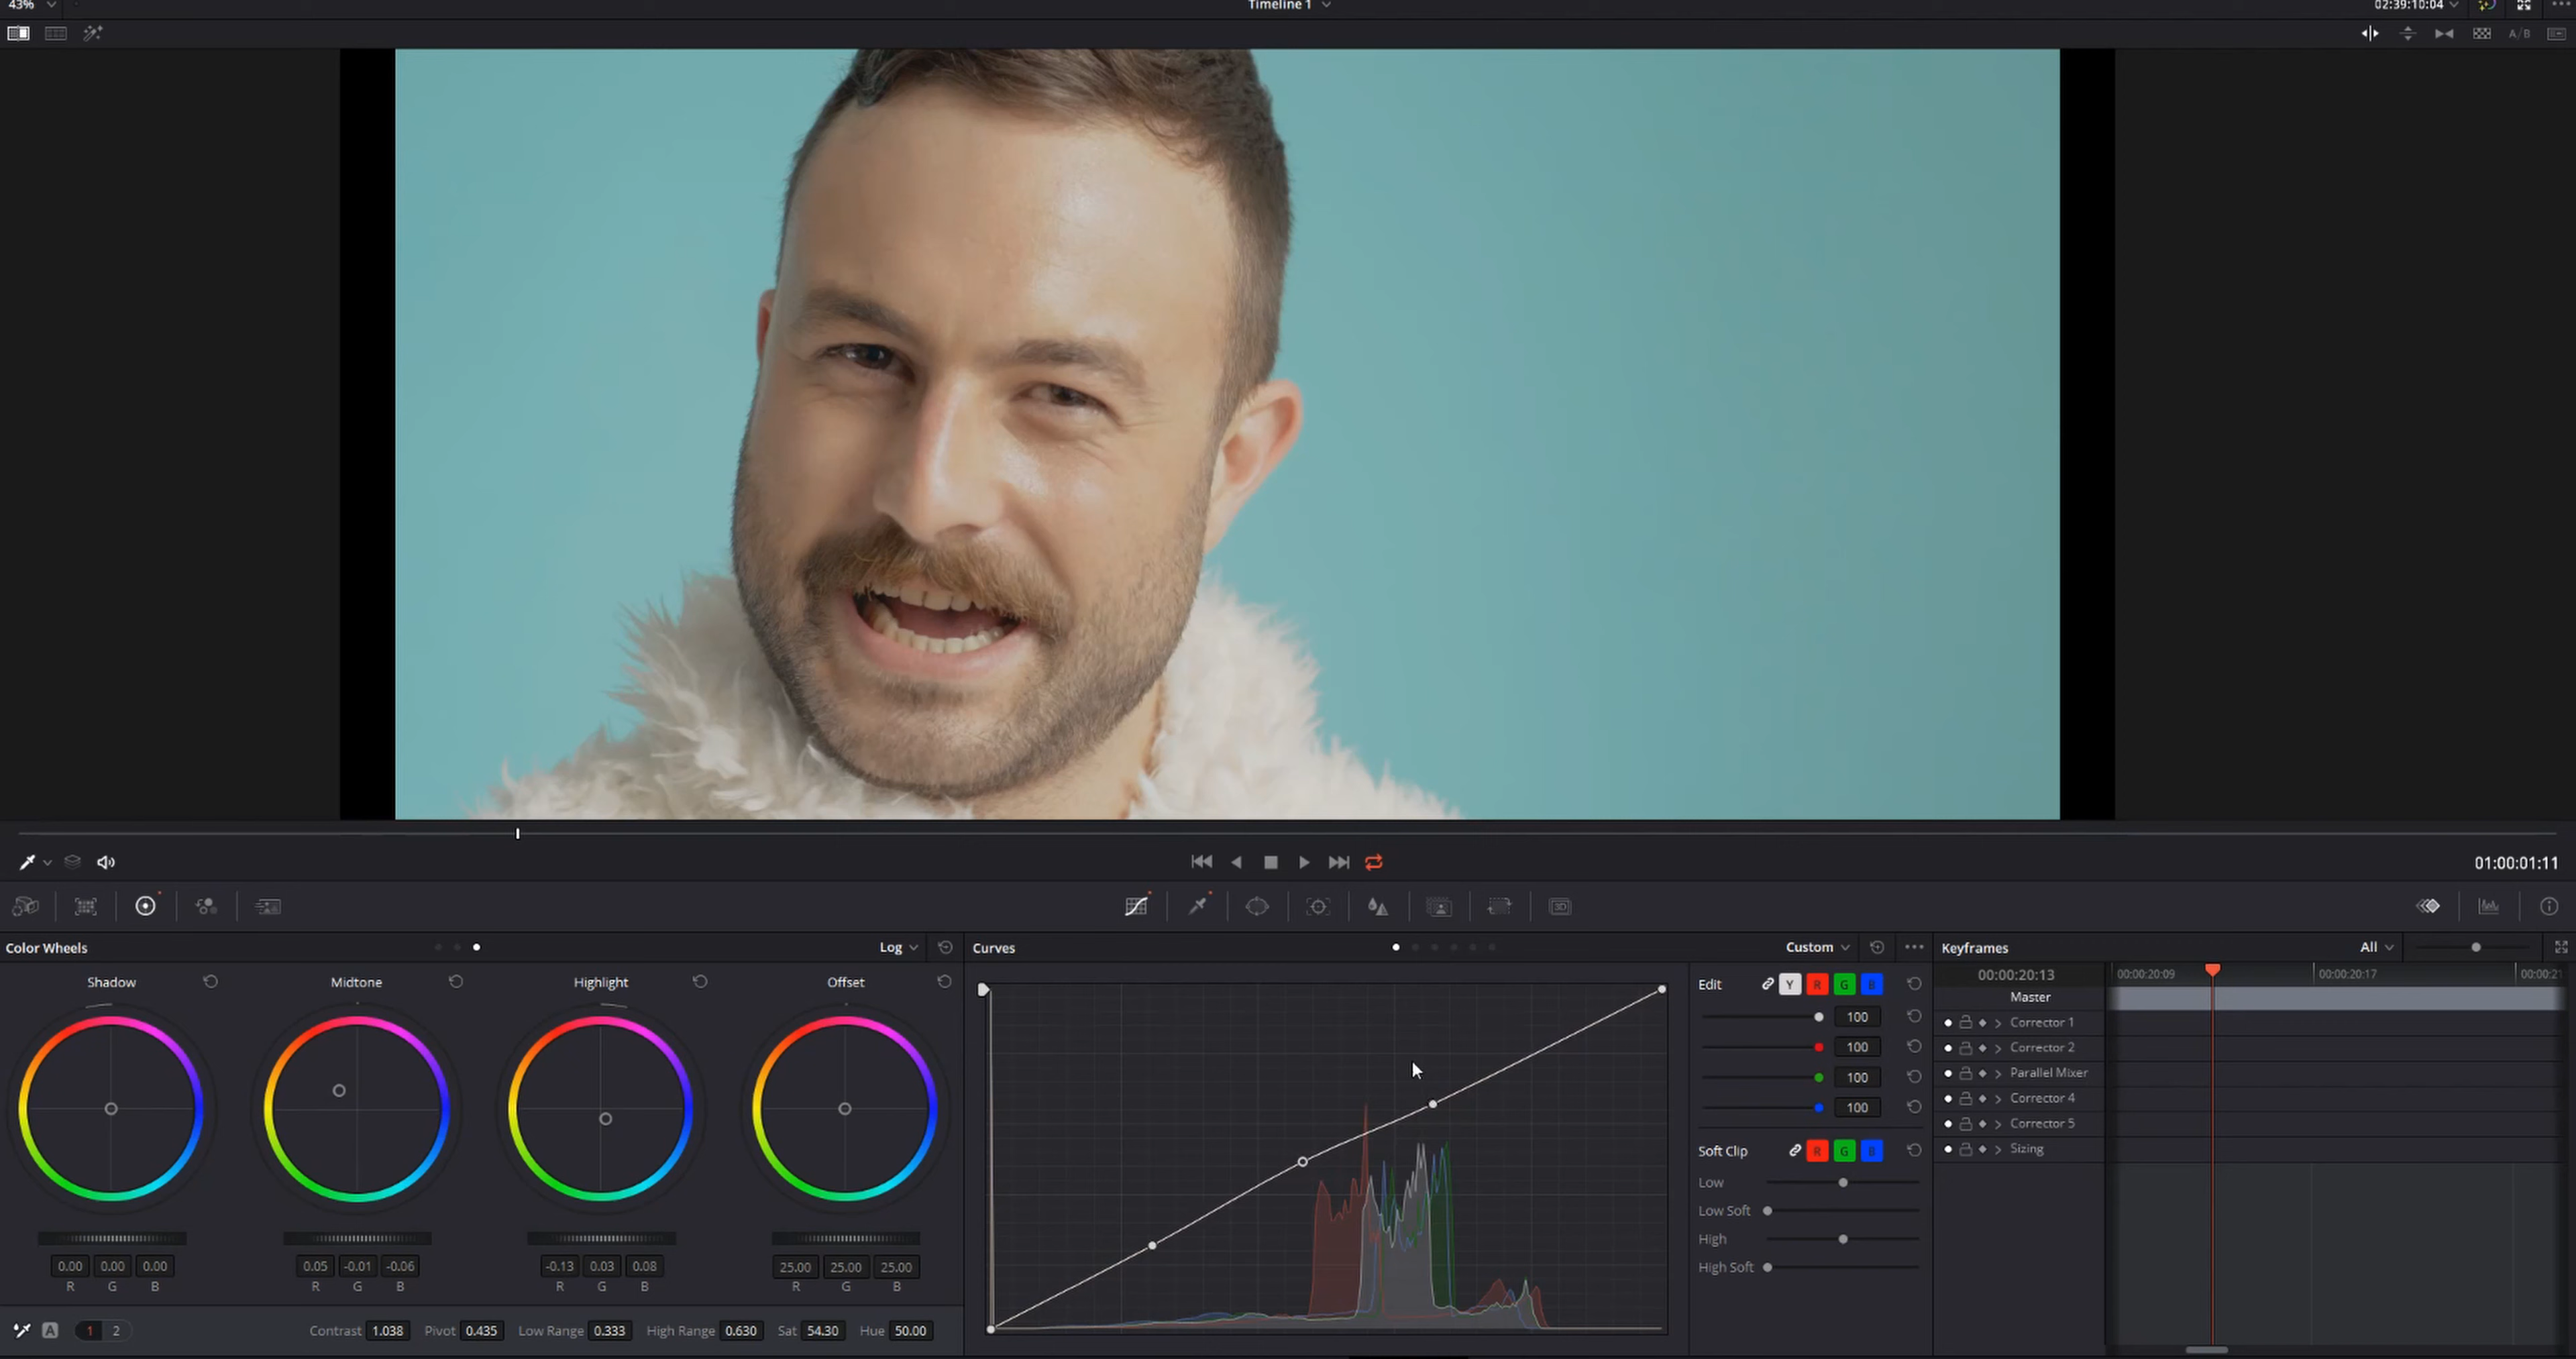 43% Timeline 1 02:39:10:04
A/B
01:00:01:11
3D
Color Wheels Log Curves Custom Keyframes All
Shadow Midtone Highlight Offset Edit Y R G B 00:00:20:13 00:00:20:09 00:00:20:17 00:00:21
Master
100 Corrector 1
100 Corrector 2
100 Parallel Mixer
100 Corrector 4
Corrector 5
Soft Clip R G B Sizing
Low
Low Soft
High
High Soft
0.00 0.00 0.00 0.05 -0.01 -0.06 -0.13 0.03 0.08 25.00 25.00 25.00
R G B R G B R G B R G B
A 1 2 Contrast 1.038 Pivot 0.435 Low Range 0.333 High Range 0.630 Sat 54.30 Hue 50.00